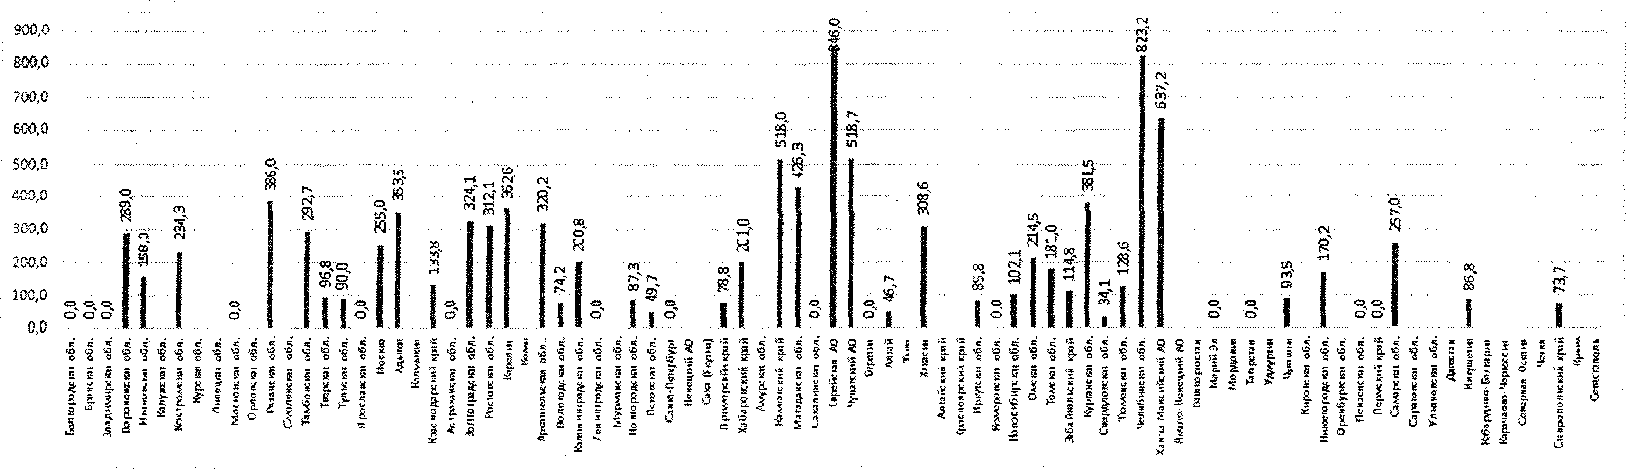 900,0
800,0
700,0
600,0
500,0
400,0
300,0
200,0
100,0
0,0
0,0
0,0
0,0
289,0
158,0
234,3
0,0
386,0
292,7
96,8
90,0
0,0
255,0
353,5
133,8
0,0
324,1
312,1
362,6
320,2
74,2
200,8
0,0
87,3
49,7
0,0
78,8
201,0
518,0
426,3
0,0
846,0
518,7
0,0
46,7
308,6
85,8
0,0
102,1
214,5
181,0
114,8
381,5
34,1
128,6
823,2
637,2
0,0
0,0
93,5
170,2
0,0
0,0
257,0
86,8
73,7
Белгородская обл.
Брянская обл.
Владимирская обл.
Воронежская обл.
Ивановская обл.
Калужская обл.
Костромская обл.
Курская обл.
Липецкая обл.
Московская обл.
Орловская обл.
Рязанская обл.
Смоленская обл.
Тамбовская обл.
Тверская обл.
Тульская обл.
Ярославская обл.
Москва
Адыгея
Калмыкия
Краснодарский край
Астраханская обл.
Волгоградская обл.
Ростовская обл.
Карелия
Коми
Архангельская обл.
Вологодская обл.
Калининградская обл.
Ленинградская обл.
Мурманская обл.
Новгородская обл.
Псковская обл.
Санкт-Петербург
Ненецкий АО
Саха (Якутия)
Приморский край
Хабаровский край
Амурская обл.
Камчатский край
Магаданская обл.
Сахалинская обл.
Еврейская АО
Чукотский АО
Бурятия
Алтай
Тыва
Хакасия
Алтайский край
Красноярский край
Иркутская обл.
Кемеровская обл.
Новосибирская обл.
Омская обл.
Томская обл.
Забайкальский край
Курганская обл.
Свердловская обл.
Тюменская обл.
Челябинская обл.
Ханты-Мансийский АО
Ямало-Ненецкий АО
Башкортостан
Марий Эл
Мордовия
Татарстан
Удмуртия
Чувашия
Кировская обл.
Нижегородская обл.
Оренбургская обл.
Пензенская обл.
Пермский край
Самарская обл.
Саратовская обл.
Ульяновская обл.
Дагестан
Ингушетия
Кабардино-Балкария
Карачаево-Черкессия
Северная Осетия
Чечня
Ставропольский край
Крым
Севастополь